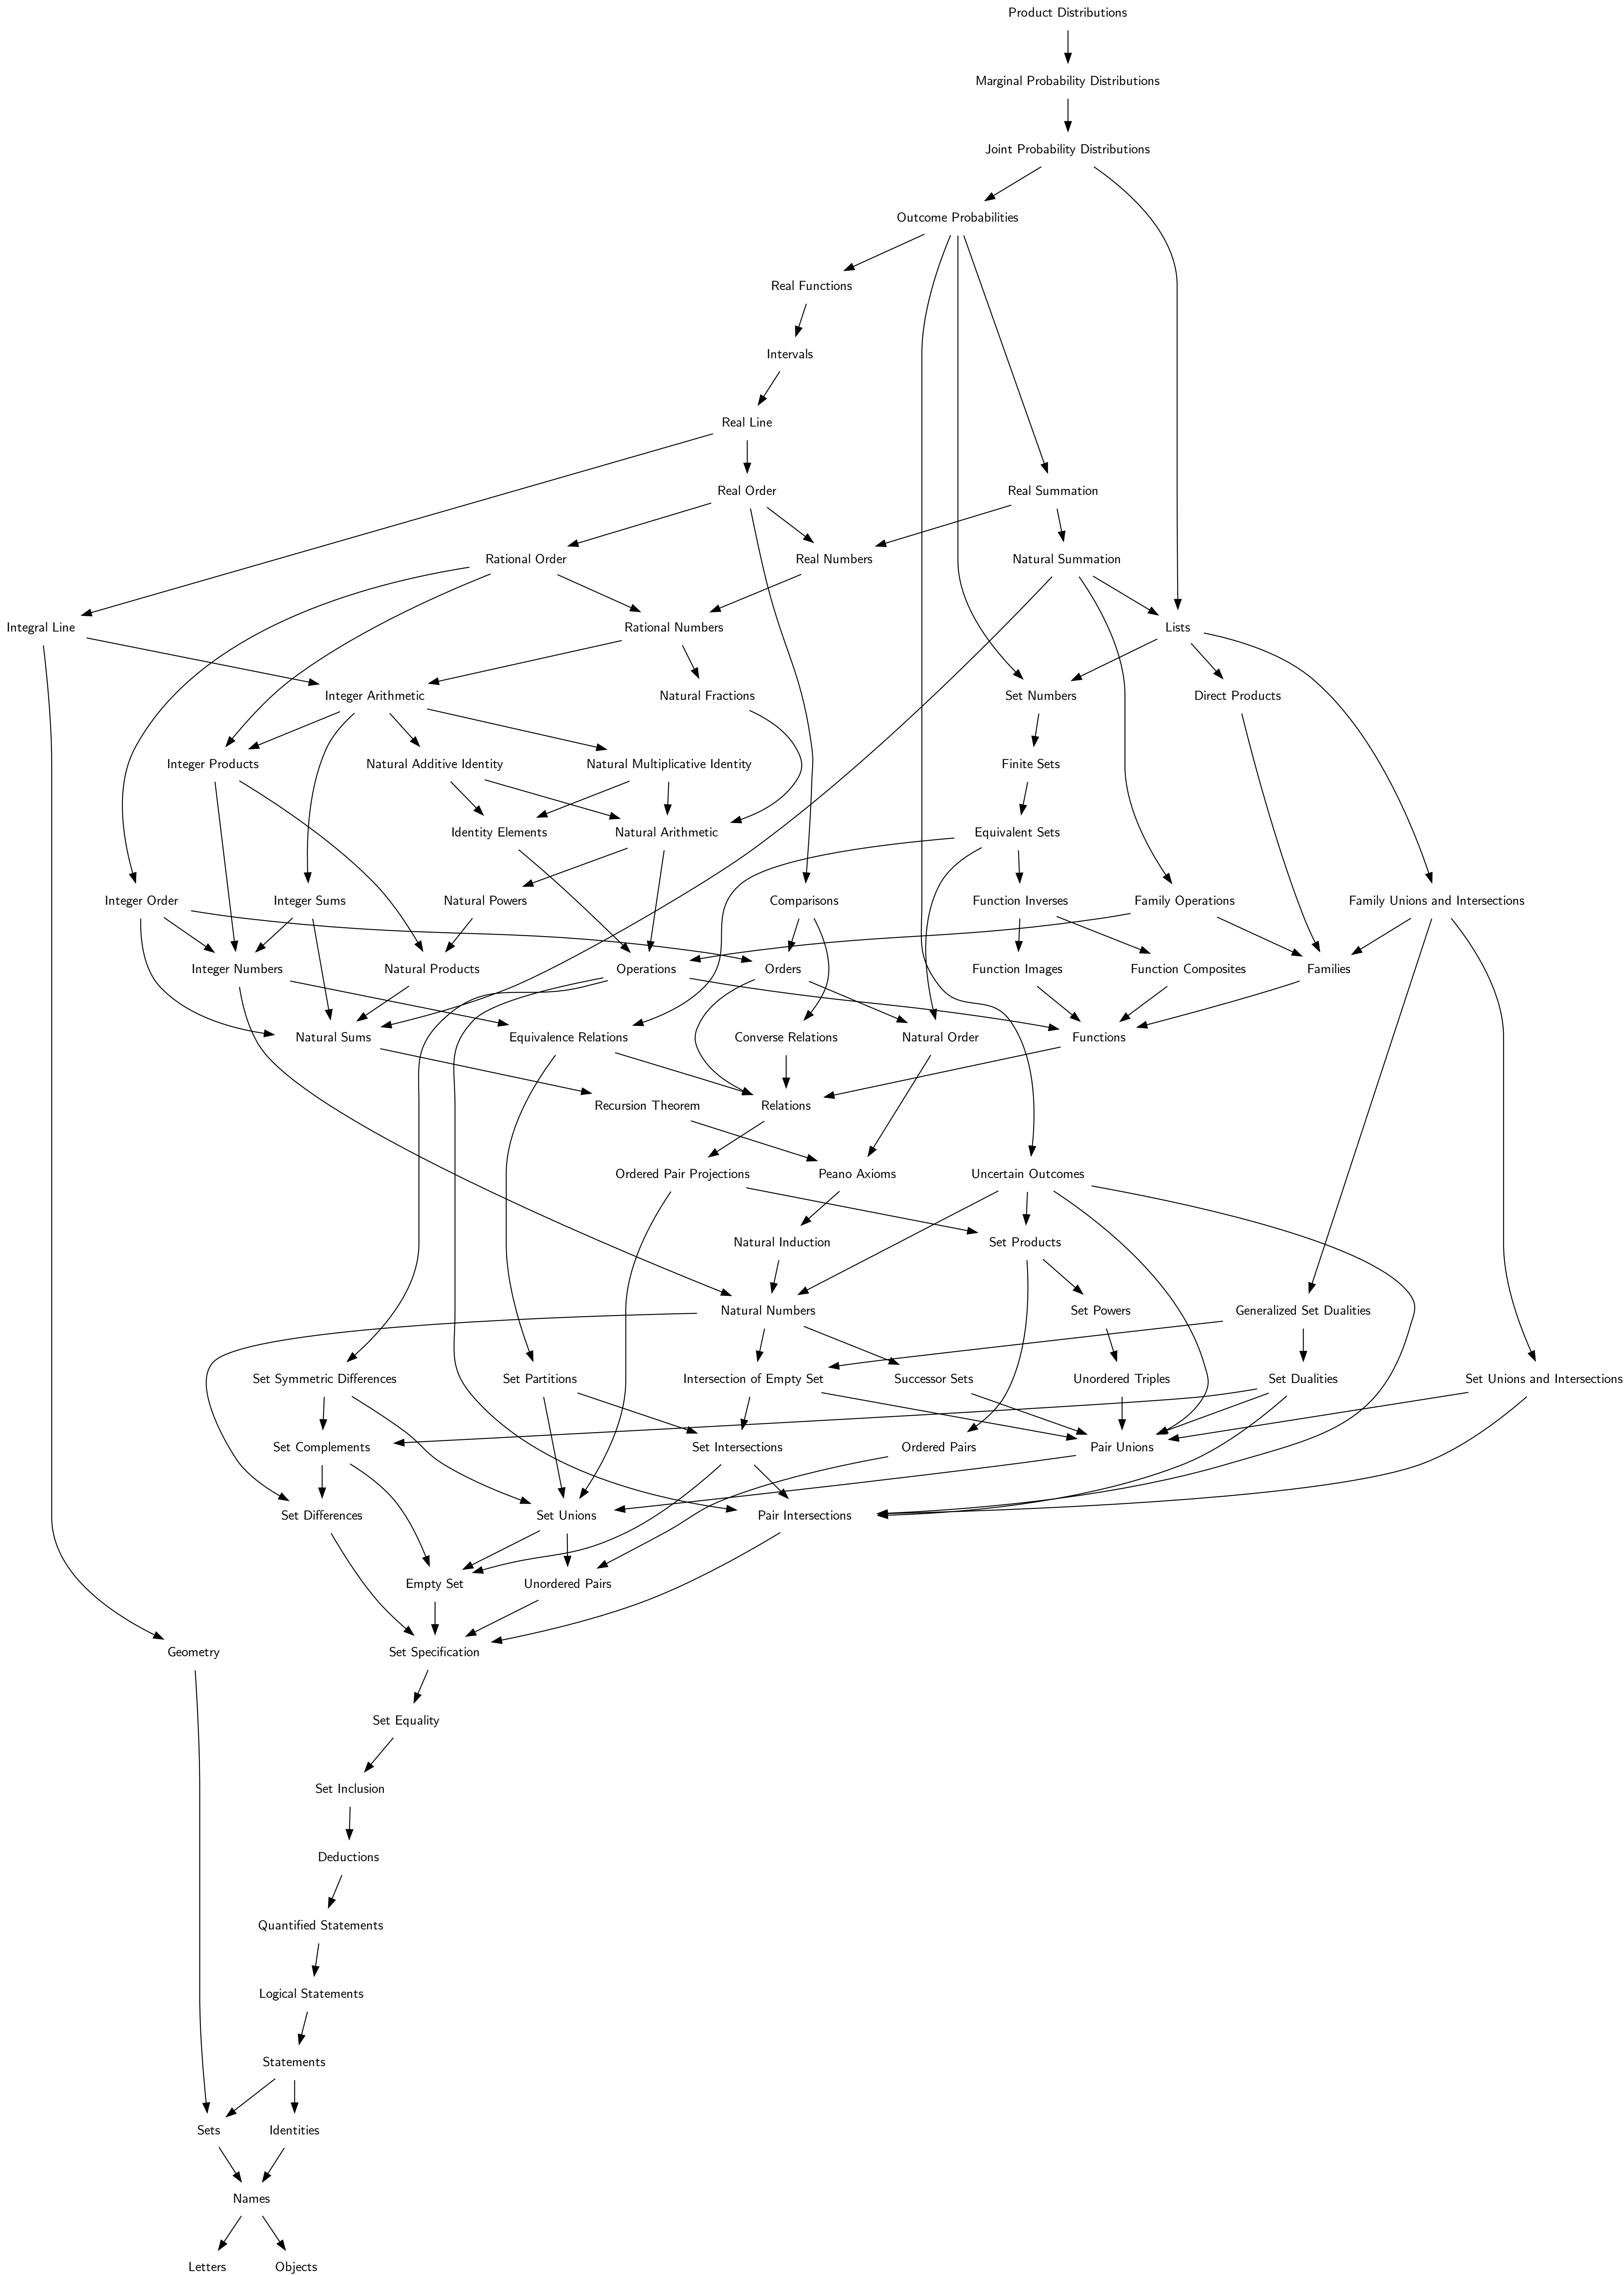 Product Distributions
Marginal Probability Distributions
Joint Probability Distributions
Outcome Probabilities
Real Functions
Intervals
Real Line
Real Order
Real Summation
Rational Order
Real Numbers
Natural Summation
Integral Line
Rational Numbers
Lists
Integer Arithmetic
Natural Fractions
Set Numbers
Direct Products
Integer Products
Natural Additive Identity
Natural Multiplicative Identity
Finite Sets
Identity Elements
Natural Arithmetic
Equivalent Sets
Integer Order
Integer Sums
Natural Powers
Comparisons
Function Inverses
Family Operations
Family Unions and Intersections
Integer Numbers
Natural Products
Operations
Orders
Function Images
Function Composites
Families
Natural Sums
Equivalence Relations
Converse Relations
Natural Order
Functions
Recursion Theorem
Relations
Ordered Pair Projections
Peano Axioms
Uncertain Outcomes
Natural Induction
Set Products
Natural Numbers
Set Powers
Generalized Set Dualities
Set Symmetric Differences
Set Partitions
Intersection of Empty Set
Successor Sets
Unordered Triples
Set Dualities
Set Unions and Intersections
Set Complements
Set Intersections
Ordered Pairs
Pair Unions
Set Differences
Set Unions
Pair Intersections
Empty Set
Unordered Pairs
Geometry
Set Specification
Set Equality
Set Inclusion
Deductions
Quantified Statements
Logical Statements
Statements
Sets
Identities
Names
Letters
Objects